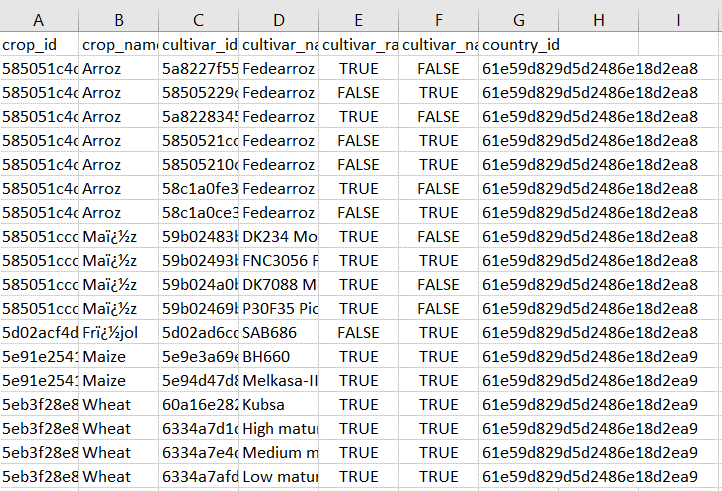 A B C D E F G H I
crop_id crop_name cultivar_id cultivar_na cultivar_ra cultivar_na country_id
585051c4c Arroz 5a8227f55 Fedearroz TRUE FALSE 61e59d829d5d2486e18d2ea8
585051c4c Arroz 58505229c Fedearroz FALSE TRUE 61e59d829d5d2486e18d2ea8
585051c4c Arroz 5a8228345 Fedearroz TRUE FALSE 61e59d829d5d2486e18d2ea8
585051c4c Arroz 5850521cc Fedearroz FALSE TRUE 61e59d829d5d2486e18d2ea8
585051c4c Arroz 58505210c Fedearroz FALSE TRUE 61e59d829d5d2486e18d2ea8
585051c4c Arroz 58c1a0fe3 Fedearroz TRUE FALSE 61e59d829d5d2486e18d2ea8
585051c4c Arroz 58c1a0ce3 Fedearroz FALSE TRUE 61e59d829d5d2486e18d2ea8
585051ccc Maï¿½z 59b02483b DK234 Mo TRUE FALSE 61e59d829d5d2486e18d2ea8
585051ccc Maï¿½z 59b02493b FNC3056 F TRUE TRUE 61e59d829d5d2486e18d2ea8
585051ccc Maï¿½z 59b024a0b DK7088 M TRUE FALSE 61e59d829d5d2486e18d2ea8
585051ccc Maï¿½z 59b02469b P30F35 Pic TRUE FALSE 61e59d829d5d2486e18d2ea8
5d02acf4d Frï¿½jol 5d02ad6cc SAB686 FALSE TRUE 61e59d829d5d2486e18d2ea8
5e91e2541 Maize 5e9e3a69e BH660 TRUE TRUE 61e59d829d5d2486e18d2ea9
5e91e2541 Maize 5e94d47d8 Melkasa-II TRUE TRUE 61e59d829d5d2486e18d2ea9
5eb3f28e8 Wheat 60a16e282 Kubsa TRUE TRUE 61e59d829d5d2486e18d2ea9
5eb3f28e8 Wheat 6334a7d1c High matur TRUE TRUE 61e59d829d5d2486e18d2ea9
5eb3f28e8 Wheat 6334a7e4c Medium m TRUE TRUE 61e59d829d5d2486e18d2ea9
5eb3f28e8 Wheat 6334a7afd Low matur TRUE TRUE 61e59d829d5d2486e18d2ea9